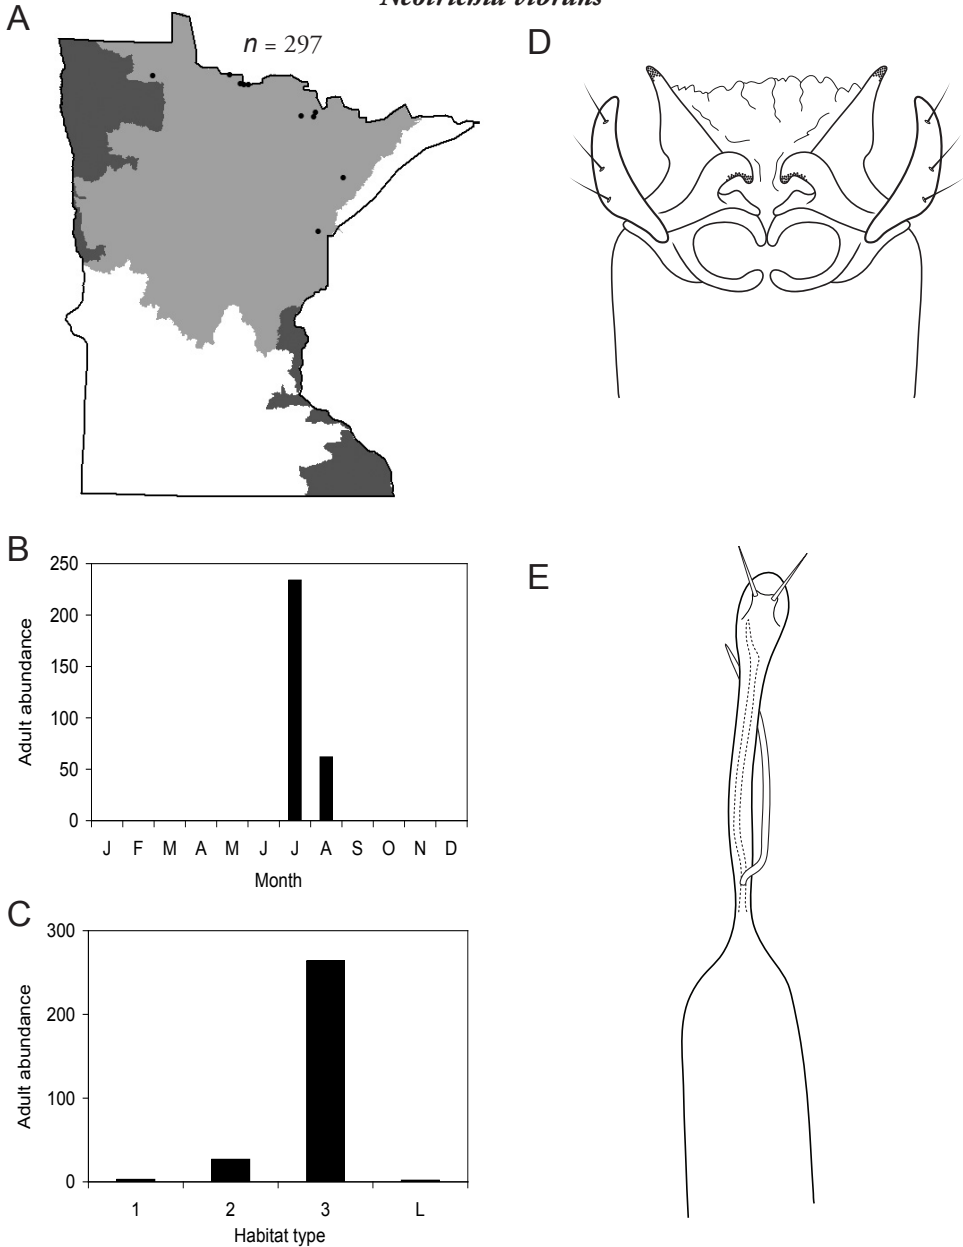 Neotrichia vibrans
A
n = 297
D
B
250
200
150
100
50
0
Adult abundance
J F M A M J J A S O N D
Month
C
300
200
100
0
Adult abundance
1 2 3 L
Habitat type
E